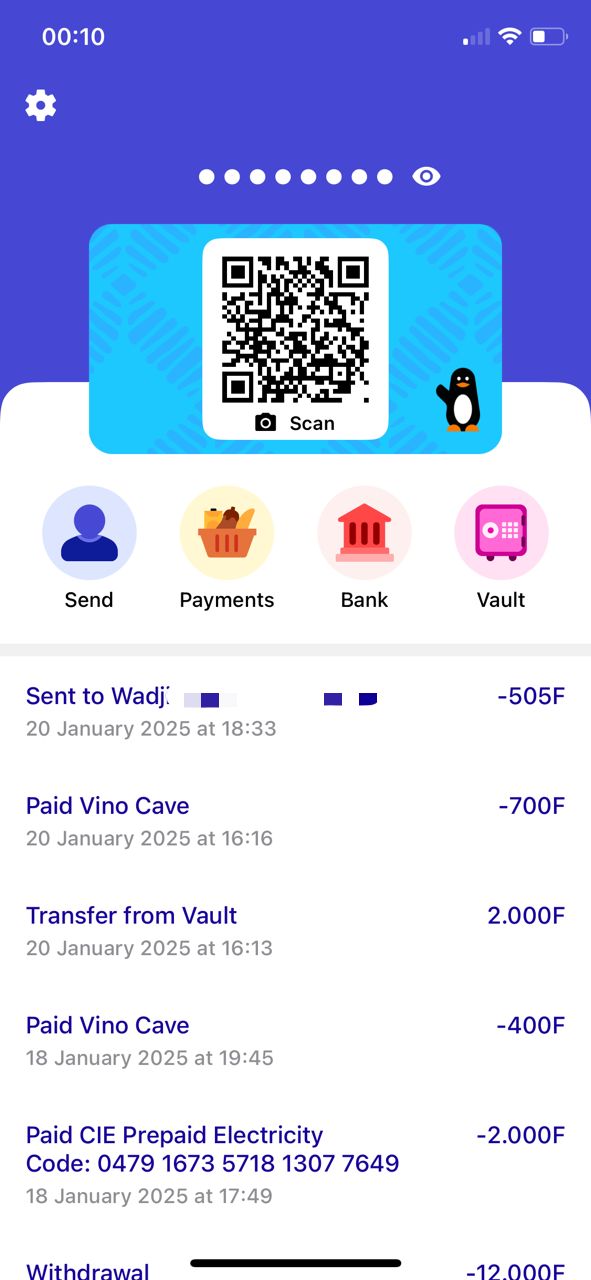 00:10
Scan
Send
Payments
Bank
Vault
Sent to Wadj
-505F
20 January 2025 at 18:33
Paid Vino Cave
-700F
20 January 2025 at 16:16
Transfer from Vault
2.000F
20 January 2025 at 16:13
Paid Vino Cave
-400F
18 January 2025 at 19:45
Paid CIE Prepaid Electricity
-2.000F
Code: 0479 1673 5718 1307 7649
18 January 2025 at 17:49
Withdrawal
-12.000F